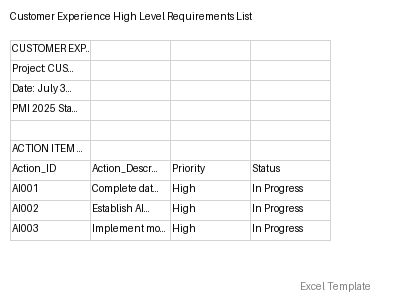 Customer Experience High Level Requirements List
CUSTOMER EXP..
Project: CUS...
Date: July 3...
PMI 2025 Sta...
ACTION ITEM ...
Action_ID Action_Descr... Priority Status
AI001 Complete dat... High In Progress
AI002 Establish AI... High In Progress
AI003 Implement mo... High In Progress
Excel Template